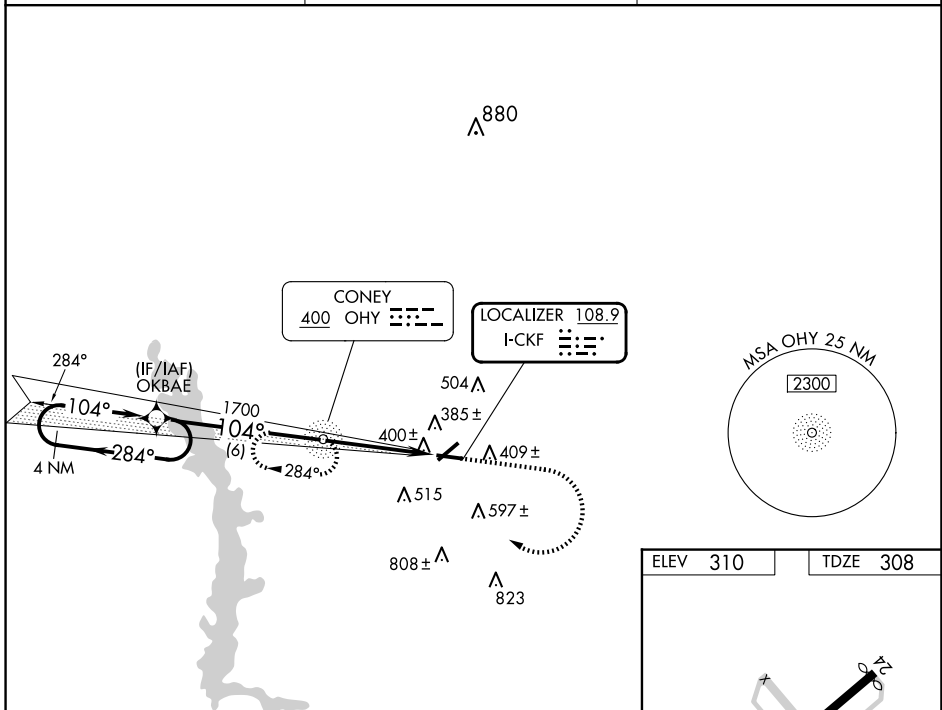 880
CONEY
400 OHY
LOCALIZER 108.9
I-CKF
MSA OHY 25 NM
2300
284°
(IF/IAF)
OKBAE
104°
1700
104°
(6)
284°
4 NM
284°
504
385 ±
400 ±
409 ±
515
597 ±
808 ±
823
ELEV 310
TDZE 308
24
x